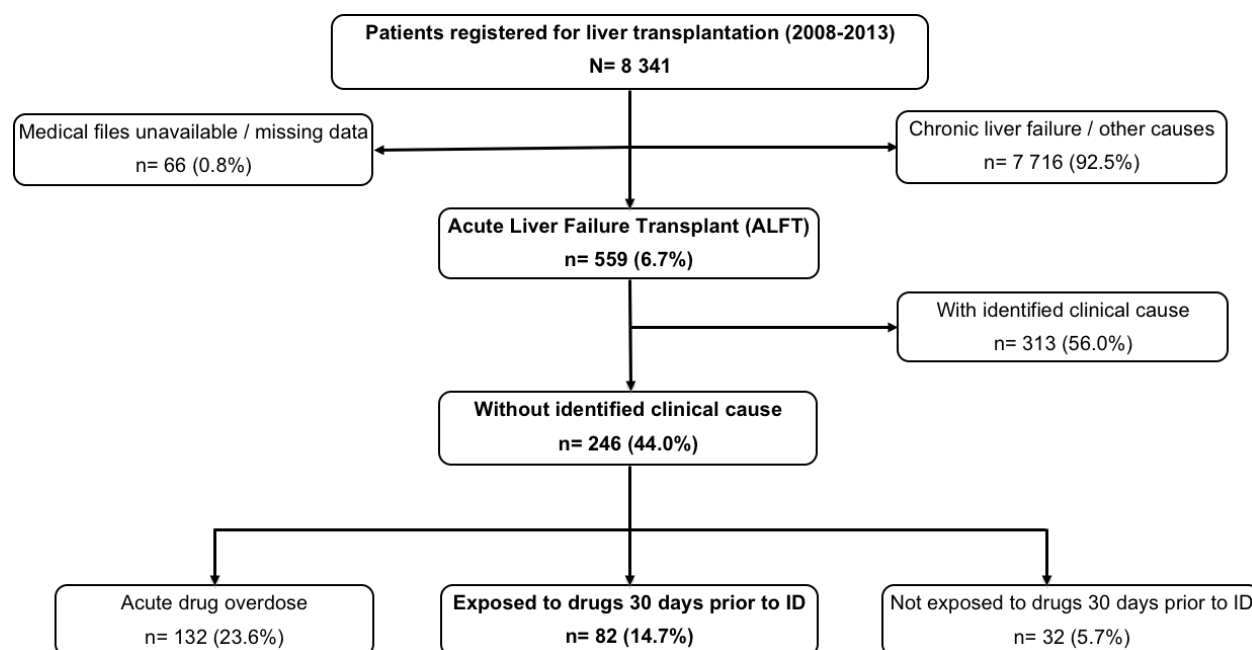 Patients registered for liver transplantation (2008-2013)
N= 8 341
Medical files unavailable / missing data
n= 66 (0.8%)
Chronic liver failure / other causes
n= 7 716 (92.5%)
Acute Liver Failure Transplant (ALFT)
n= 559 (6.7%)
With identified clinical cause
n= 313 (56.0%)
Without identified clinical cause
n= 246 (44.0%)
Acute drug overdose
n= 132 (23.6%)
Exposed to drugs 30 days prior to ID
n= 82 (14.7%)
Not exposed to drugs 30 days prior to ID
n= 32 (5.7%)